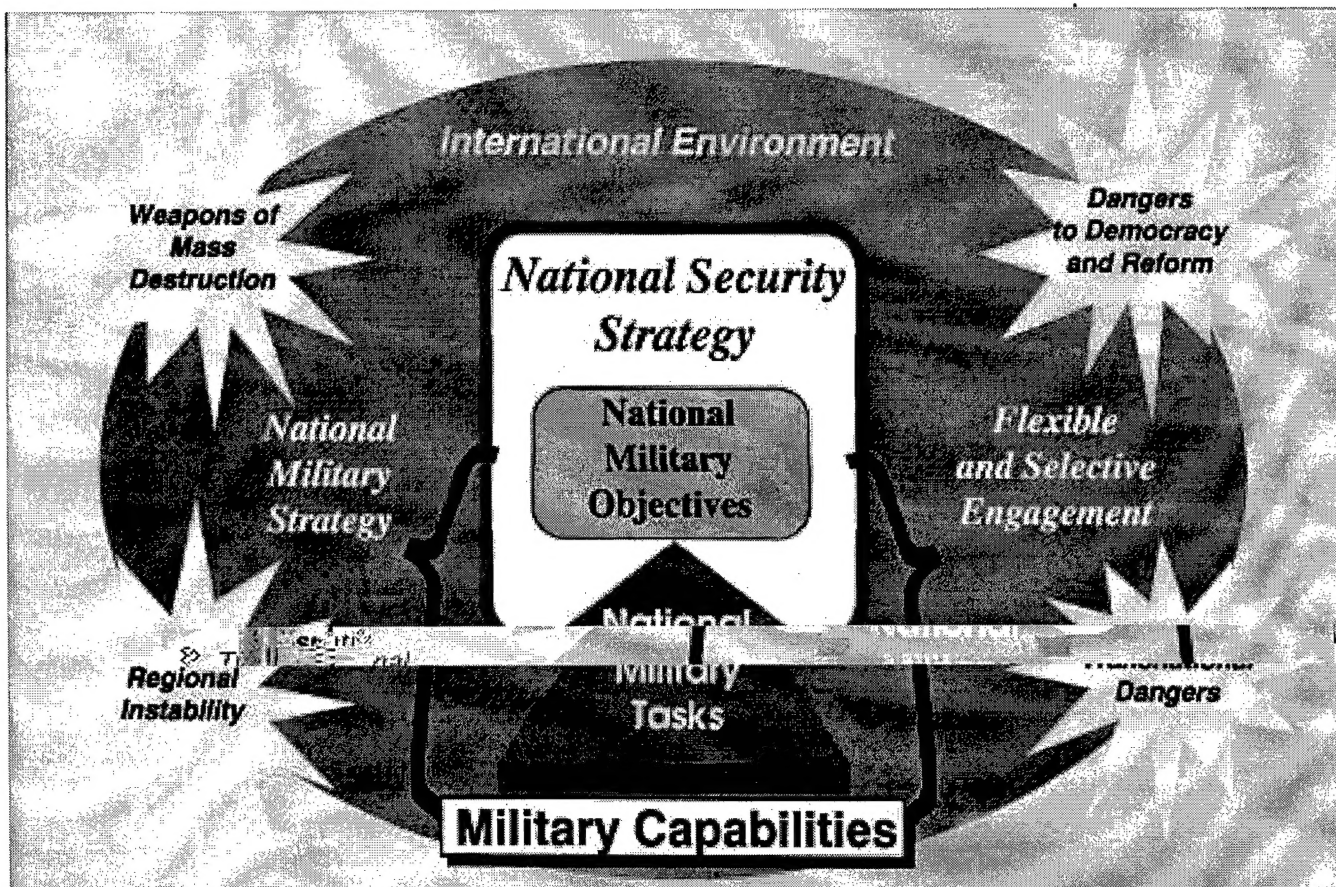 International Environment
Weapons of
Mass
Destruction
Dangers
to Democracy
and Reform
National Security
Strategy
National
Military
Objectives
National
Military
Strategy
Flexible
and Selective
Engagement
National
Military
Tasks
Regional
Instability
Dangers
Military Capabilities